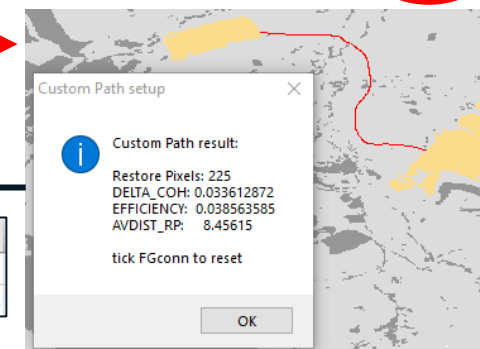 Custom Path setup
Custom Path result:
Restore Pixels: 225
DELTA_COH: 0.033612872
EFFICIENCY: 0.038563585
AVDIST_RP: 8.45615
tick FGconn to reset
OK